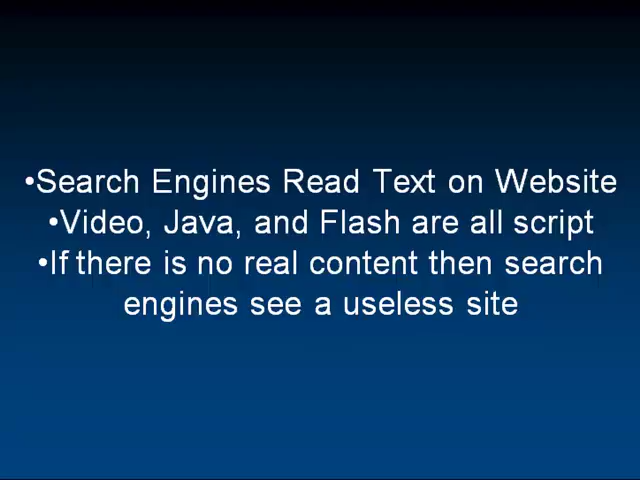 •Search Engines Read Text on Website
•Video, Java, and Flash are all script
•If there is no real content then search
engines see a useless site